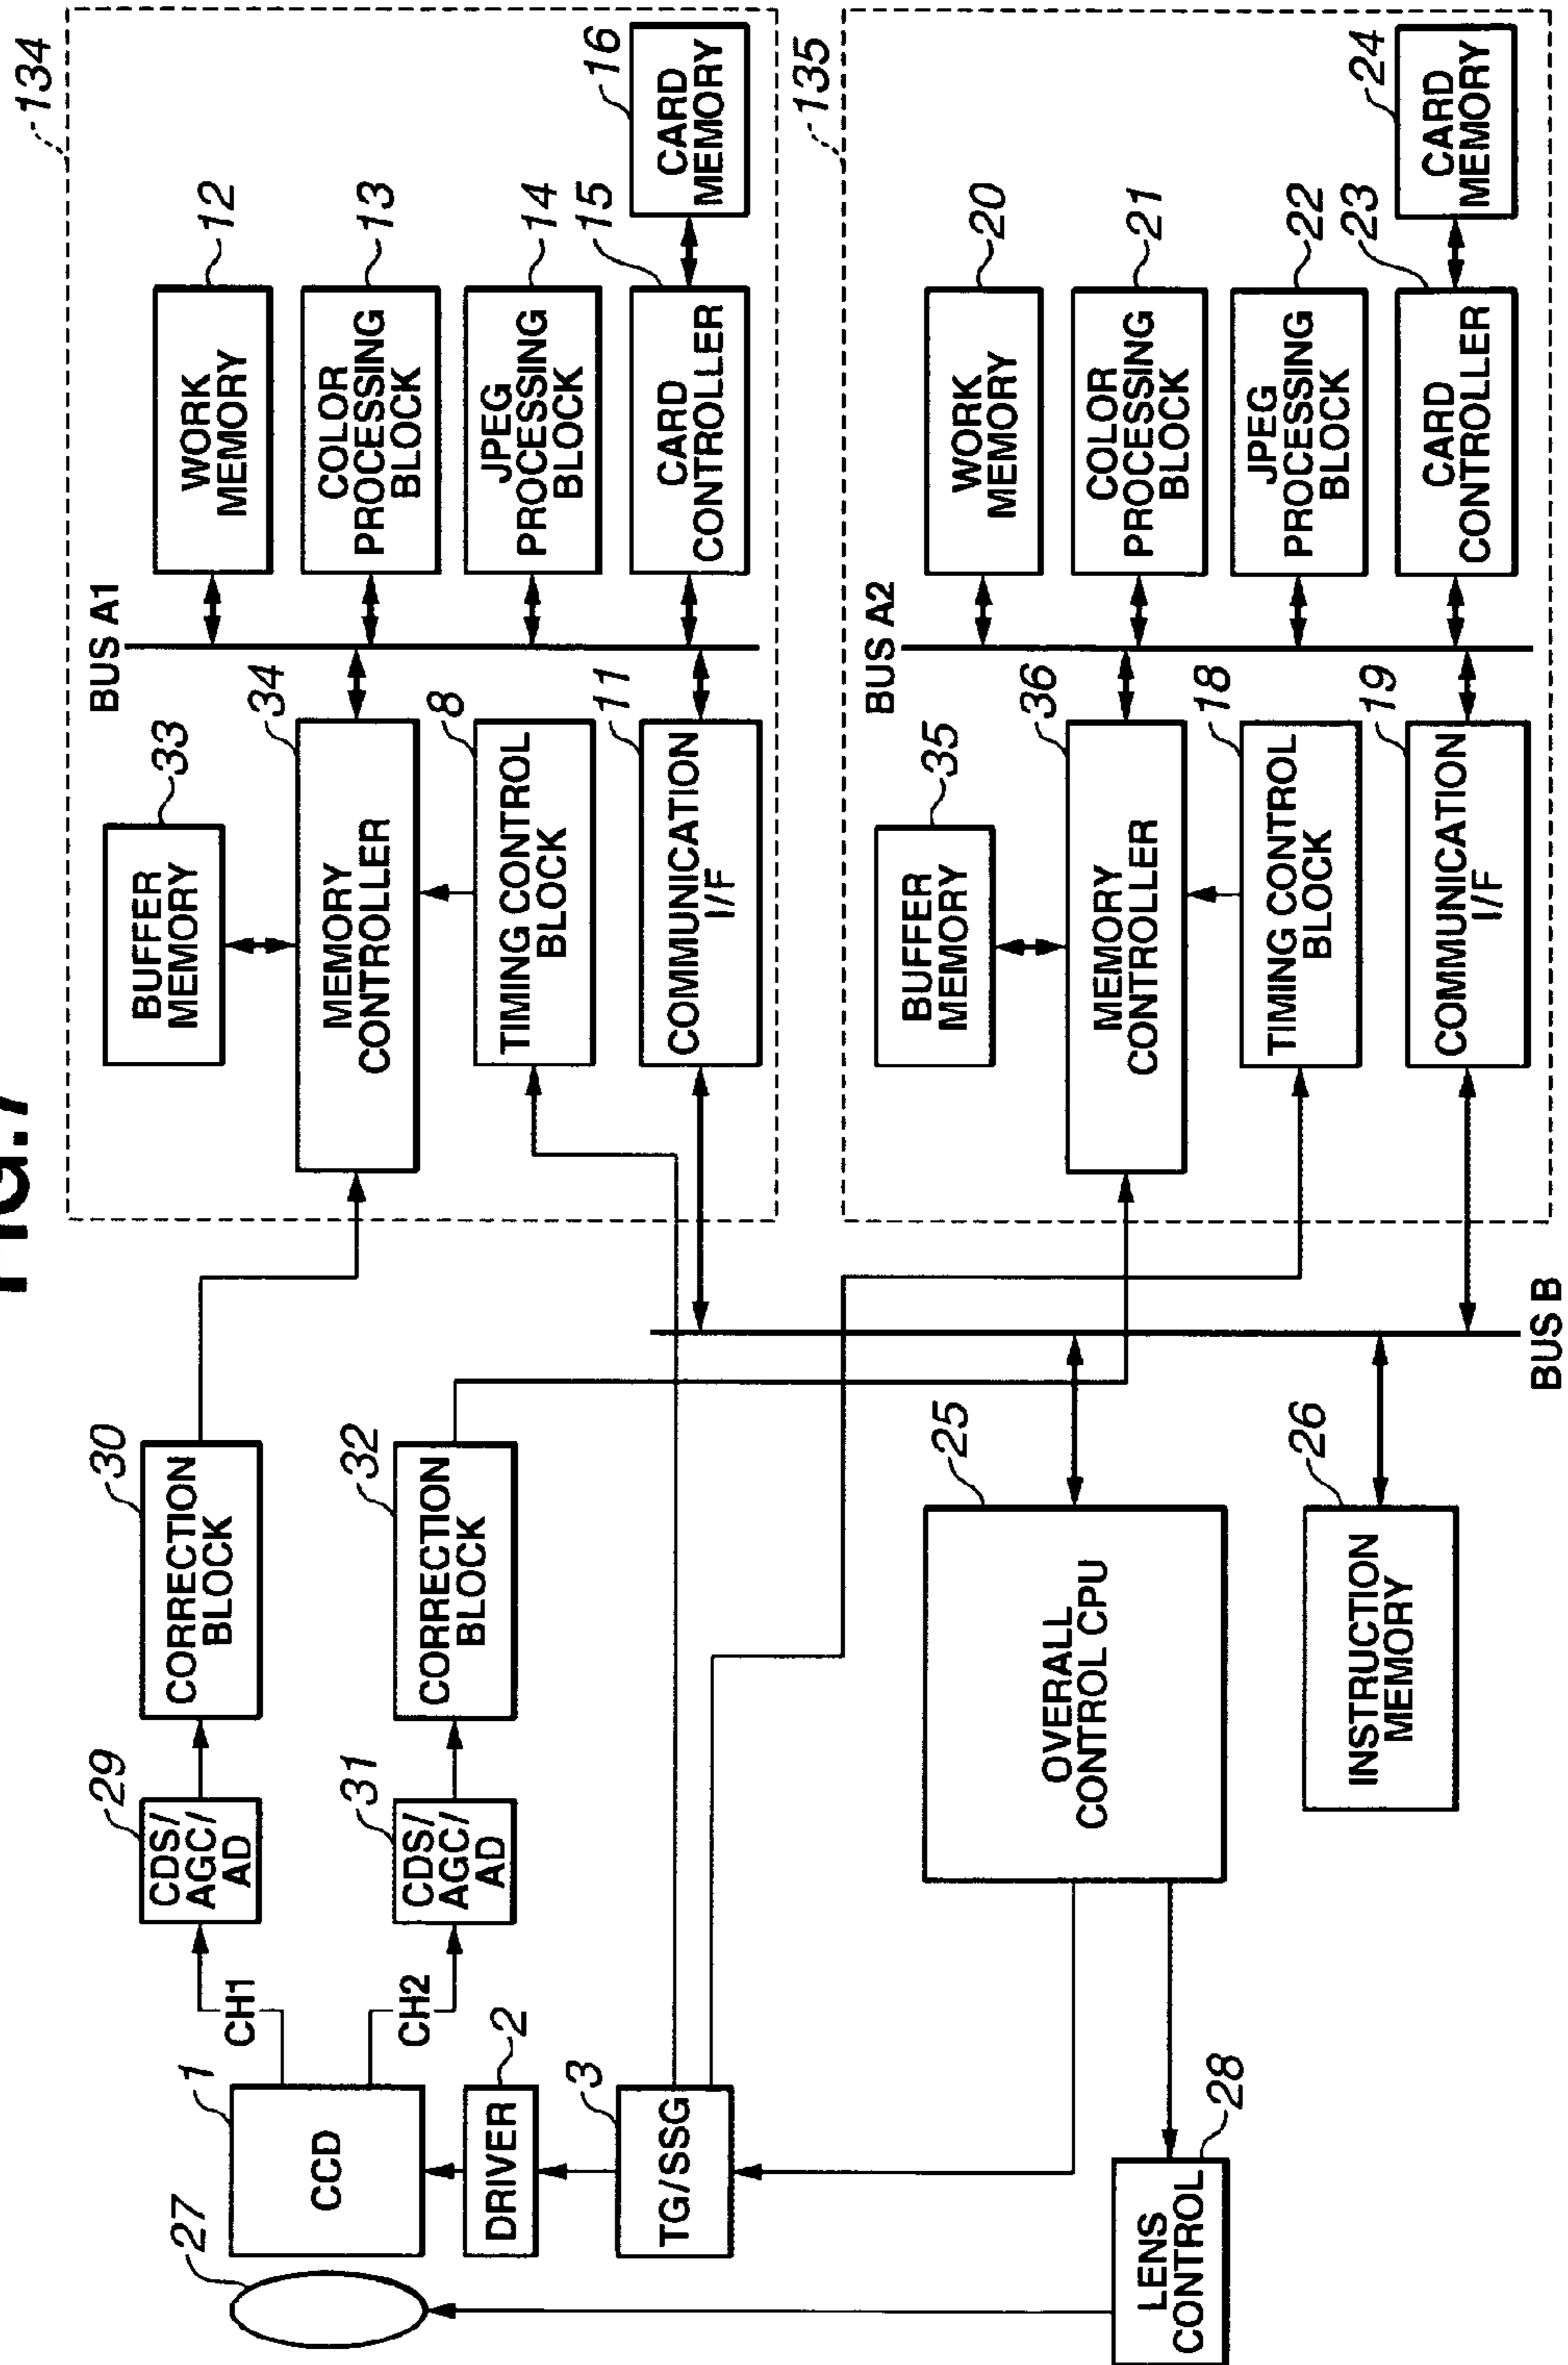 FIG.7
134
BUFFER
MEMORY
33
MEMORY
CONTROLLER
34
BUS A1
WORK
MEMORY
12
COLOR
PROCESSING
BLOCK
13
TIMING CONTROL
BLOCK
8
JPEG
PROCESSING
BLOCK
14
COMMUNICATION
I/F
11
CARD
CONTROLLER
15
CARD
MEMORY
16
CH1
CDS/
AGC/
AD
29
CORRECTION
BLOCK
30
CH2
CDS/
AGC/
AD
31
CORRECTION
BLOCK
32
27
CCD
1
DRIVER
2
TG/SSG
3
135
BUFFER
MEMORY
35
MEMORY
CONTROLLER
36
BUS A2
WORK
MEMORY
20
COLOR
PROCESSING
BLOCK
21
TIMING CONTROL
BLOCK
18
JPEG
PROCESSING
BLOCK
22
COMMUNICATION
I/F
19
CARD
CONTROLLER
23
CARD
MEMORY
24
OVERALL
CONTROL CPU
25
INSTRUCTION
MEMORY
26
LENS
CONTROL
28
BUS B